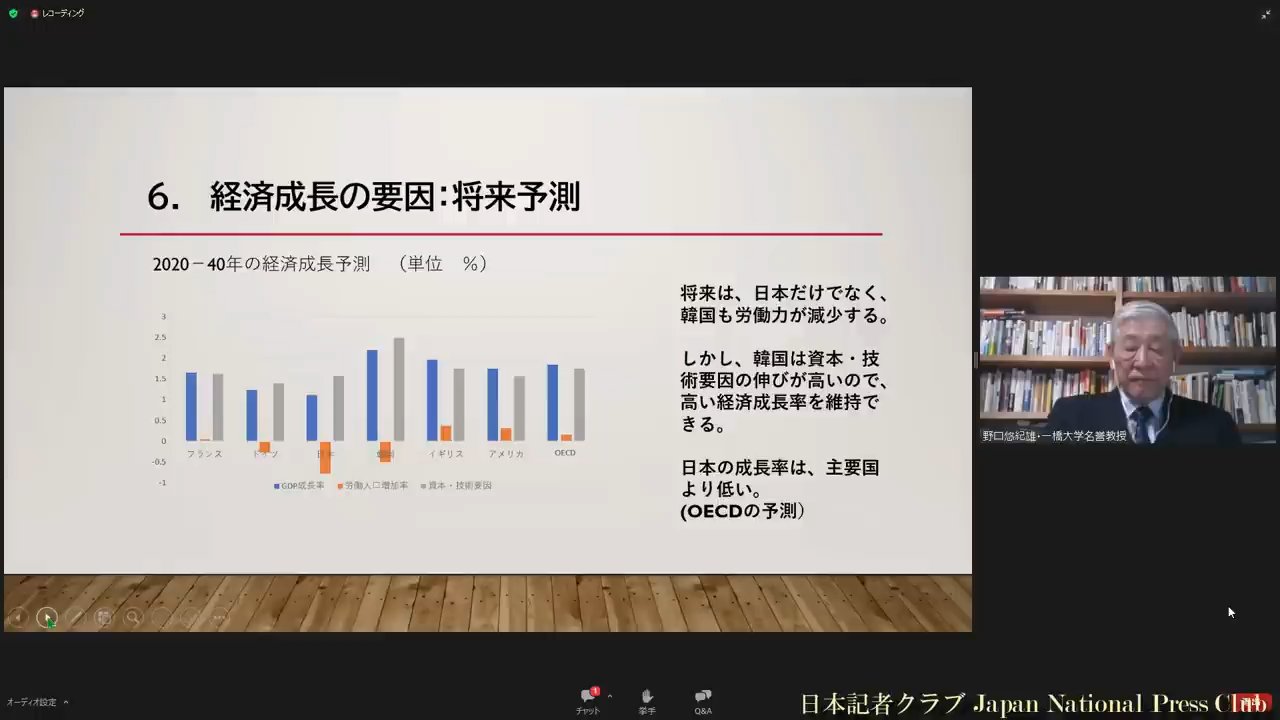 レコーディング
6. 経済成長の要因:将来予測
2020－40年の経済成長予測 （単位 ％）
3
2.5
2
1.5
1
0.5
0
-0.5
-1
フランス
ドイツ
日本
韓国
イギリス
アメリカ
OECD
GDP成長率
労働人口増加率
資本・技術要因
将来は、日本だけでなく、
韓国も労働力が減少する。
しかし、韓国は資本・技
術要因の伸びが高いので、
高い経済成長率を維持で
きる。
日本の成長率は、主要国
より低い。
(OECDの予測）
野口悠紀雄・一橋大学名誉教授
オーディオ設定
1
チャット
挙手
Q&A
日本記者クラブ Japan National Press Club